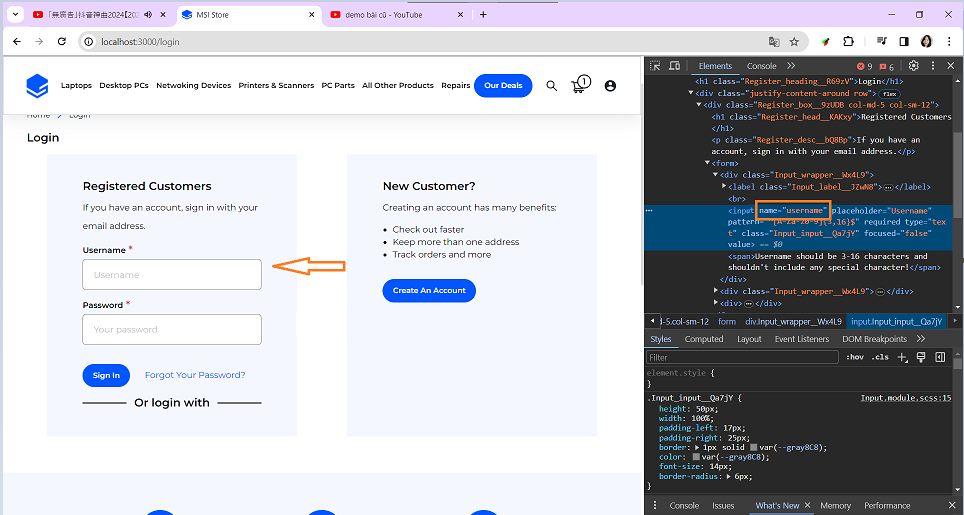 「無廣告」抖音神曲2024【202
MSI Store
demo bài cũ - YouTube
localhost:3000/login
Laptops Desktop PCs Netwoking Devices Printers & Scanners PC Parts All Other Products Repairs Our Deals 1
Home Login
Login
Registered Customers
If you have an account, sign in with your
email address.
Username *
Username
Password *
Your password
Sign In Forgot Your Password?
Or login with
New Customer?
Creating an account has many benefits:
• Check out faster
• Keep more than one address
• Track orders and more
Create An Account
Elements Console >> 9 6
<h1 class="Register_heading__R69zV">Login</h1>
▼<div class="justify-content-around row"> flex
▼<div class="Register_box__9zUDB col-md-5 col-sm-12">
<h1 class="Register_head__KAKxy">Registered Customers
</h1>
<p class="Register_desc__bQ8Bp">If you have an
account, sign in with your email address.</p>
▼<form>
▼<div class="Input_wrapper__Wx4L9">
▶<label class="Input_label__JZwN8">…</label>
<br>
<input name="username" placeholder="Username"
pattern="^[A-Za-z0-9]{3,16}$" required type="tex
t" class="Input_input__Qa7jY" focused="false"
value> == $0
<span>Username should be 3-16 characters and
shouldn't include any special character!</span>
</div>
▶<div class="Input_wrapper__Wx4L9">…</div>
▶<div>…</div>
d-5.col-sm-12 form div.Input_wrapper__Wx4L9 input.Input_input__Qa7jY
Styles Computed Layout Event Listeners DOM Breakpoints >>
Filter :hov .cls +
element.style {
}
.Input_input__Qa7jY { Input.module.scss:15
height: 50px;
width: 100%;
padding-left: 17px;
padding-right: 25px;
border: ▶ 1px solid var(--gray8C8);
color: var(--gray8C8);
font-size: 14px;
border-radius: ▶ 6px;
}
Console Issues What's New × Memory Performance